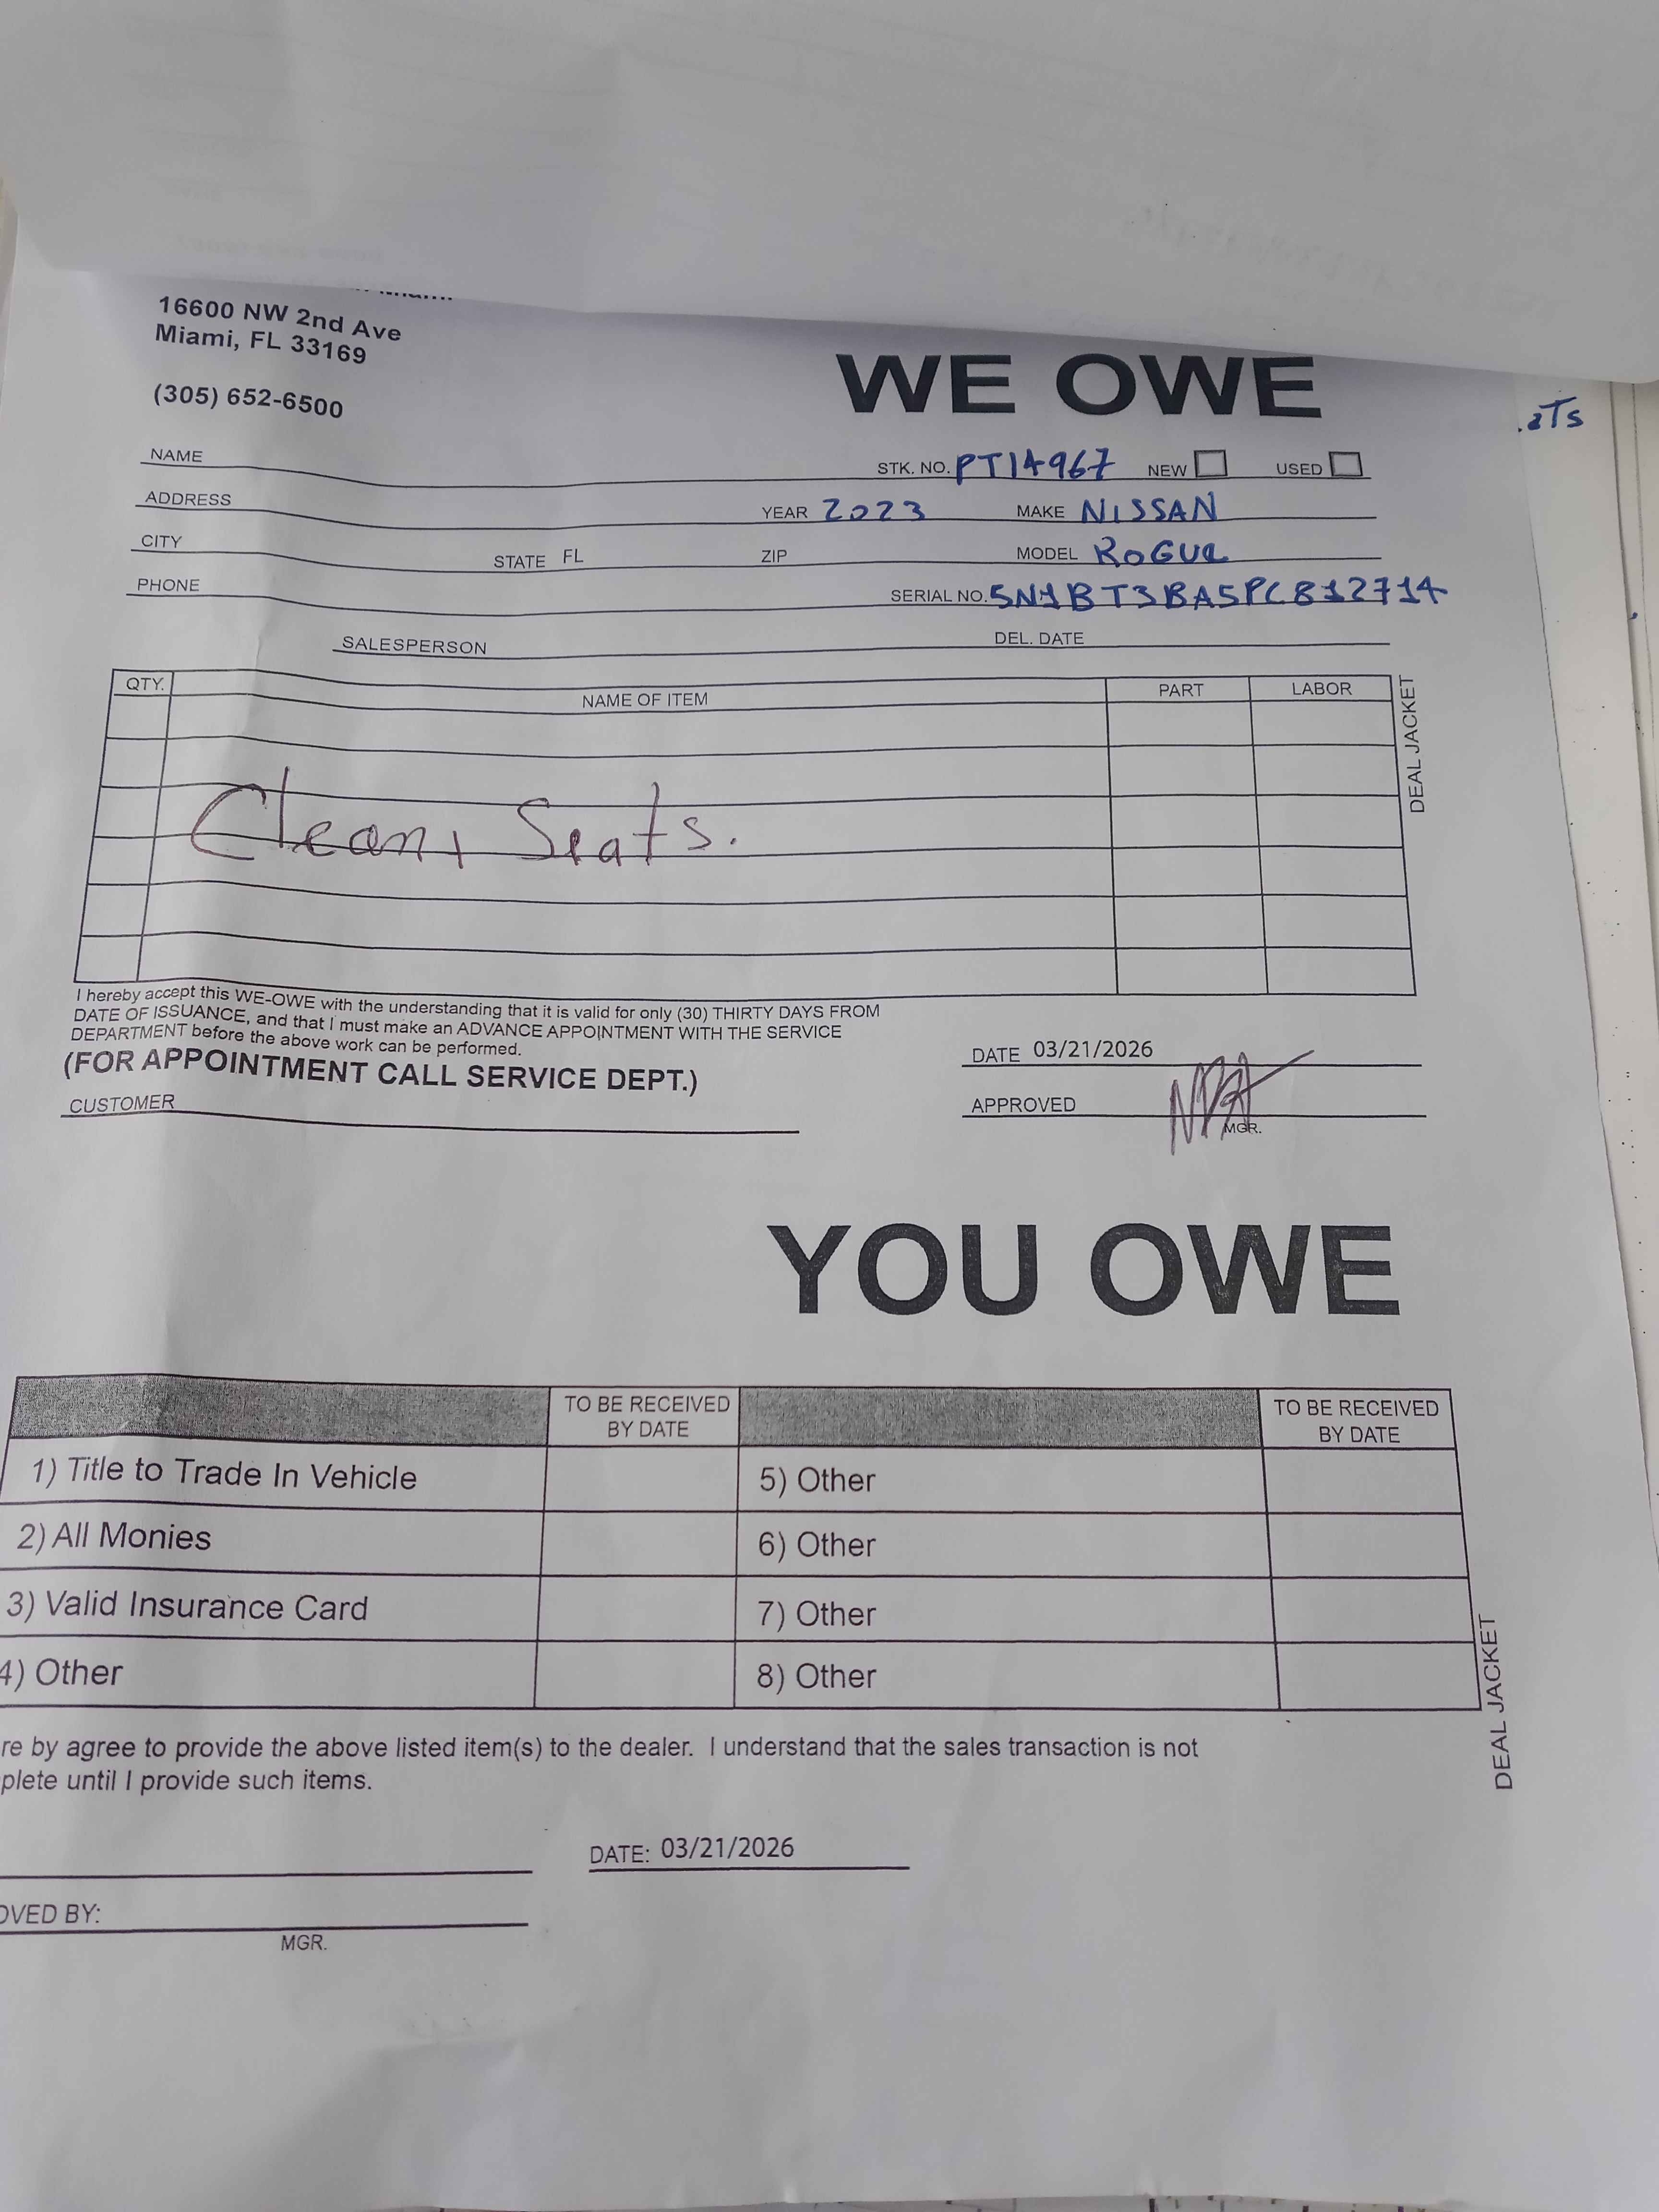 16600 NW 2nd Ave
Miami, FL 33169
(305) 652-6500
WE OWE
NAME
STK. NO. PT14967 NEW USED
ADDRESS
YEAR 2023 MAKE NISSAN
CITY STATE FL ZIP MODEL ROGUE
PHONE
SERIAL NO. 5N1BT3BA5PC812714
SALESPERSON DEL. DATE
QTY. NAME OF ITEM PART LABOR
DEAL JACKET
Clean, Seats.
I hereby accept this WE-OWE with the understanding that it is valid for only (30) THIRTY DAYS FROM
DATE OF ISSUANCE, and that I must make an ADVANCE APPOINTMENT WITH THE SERVICE
DEPARTMENT before the above work can be performed.
(FOR APPOINTMENT CALL SERVICE DEPT.)
DATE 03/21/2026
CUSTOMER
APPROVED
MGR.
YOU OWE
TO BE RECEIVED
BY DATE
TO BE RECEIVED
BY DATE
1) Title to Trade In Vehicle 5) Other
2) All Monies 6) Other
3) Valid Insurance Card 7) Other
4) Other 8) Other
DEAL JACKET
re by agree to provide the above listed item(s) to the dealer. I understand that the sales transaction is not
plete until I provide such items.
DATE: 03/21/2026
OVED BY:
MGR.